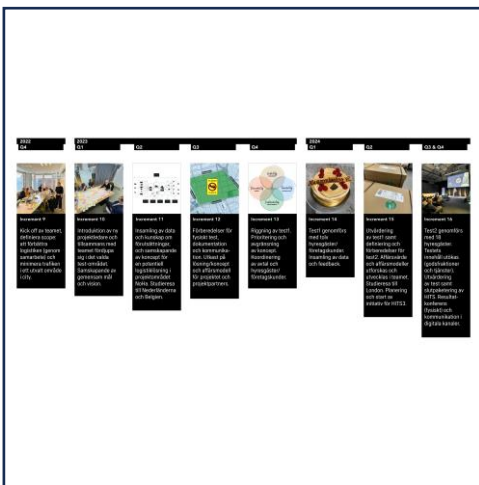 2022
Q4
2023
Q1
Q2
Q3
Q4
2024
Q1
Q2
Q3 & Q4
Increment 9
Kick off av teamet,
definiera scope:
att förbättra
logistiken (genom
samarbete) och
minimera trafiken
i ett utvalt område
i city.
Increment 10
Introduktion av ny
projektledare och
tillsammans med
teamet fördjupa
sig i det valda
test-området.
Samskapande av
gemensam mål
och vision.
Increment 11
Insamling av data
och kunskap om
förutsättningar,
och samskapande
av koncept för
en potentiell
logistiklösning i
projektområdet
Nolis. Studieresa
till Nederländerna
och Belgien.
Increment 12
Förberedelser för
fysiskt test,
dokumentation
och kommunika-
tion. Utkast på
lösning/koncept
och affärsmodell
för projektet och
projektpartners.
Increment 13
Riggning av test1.
Prioritering och
avgränsning
av koncept.
Koordinering
av avtal och
hyresgäster/
företagskunder.
Increment 14
Test1 genomförs
med tolv
hyresgäster/
företagskunder.
Insamling av data
och feedback.
Increment 15
Utvärdering
av test1 samt
definiering och
förberedelser för
test2. Affärsvärde
och affärsmodeller
utforskas och
utvecklas i teamet.
Studieresa till
London. Planering
och start av
initiativ för HITS3.
Increment 16
Test2 genomförs
med 18
hyresgäster.
Testets
innehåll utökas
(godsfraktioner
och tjänster).
Utvärdering
av test samt
slutpaketering av
HITS. Resultat-
konferens
(fysiskt) och
kommunikation i
digitala kanaler.